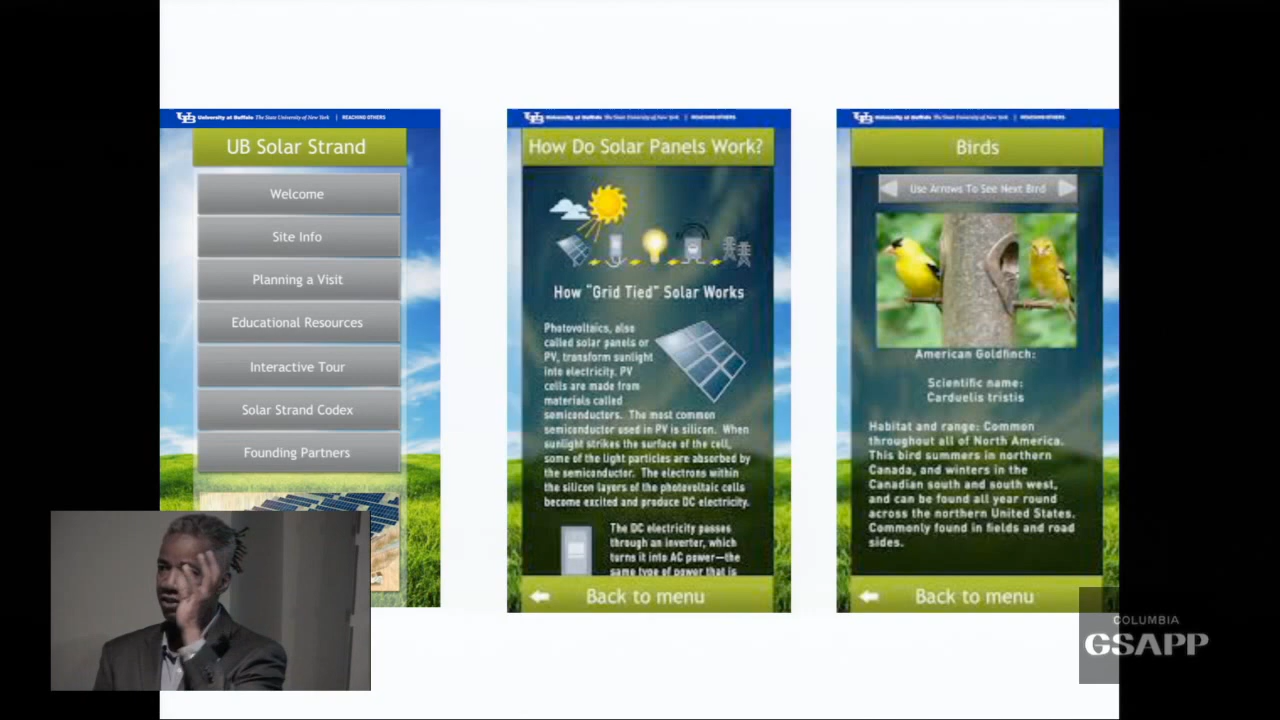 UB University at Buffalo The State University of New York | REACHING OTHERS
UB Solar Strand
Welcome
Site Info
Planning a Visit
Educational Resources
Interactive Tour
Solar Strand Codex
Founding Partners
UB University at Buffalo The State University of New York | REACHING OTHERS
How Do Solar Panels Work?
How "Grid Tied" Solar Works
Photovoltaics, also
called solar panels or
PV, transform sunlight
into electricity. PV
cells are made from
materials called
semiconductors. The most common
semiconductor used in PV is silicon. When
sunlight strikes the surface of the cell,
some of the light particles are absorbed by
the semiconductor. The electrons within
the silicon layers of the photovoltaic cells
become excited and produce DC electricity.
The DC electricity passes
through an inverter, which
turns it into AC power—the
same type of power that is
Back to menu
UB University at Buffalo The State University of New York | REACHING OTHERS
Birds
Use Arrows To See Next Bird
American Goldfinch:
Scientific name:
Carduelis tristis
Habitat and range: Common
throughout all of North America.
This bird summers in northern
Canada, and winters in the
Canadian south and south west,
and can be found all year round
across the northern United States.
Commonly found in fields and road
sides.
Back to menu
COLUMBIA
GSAPP